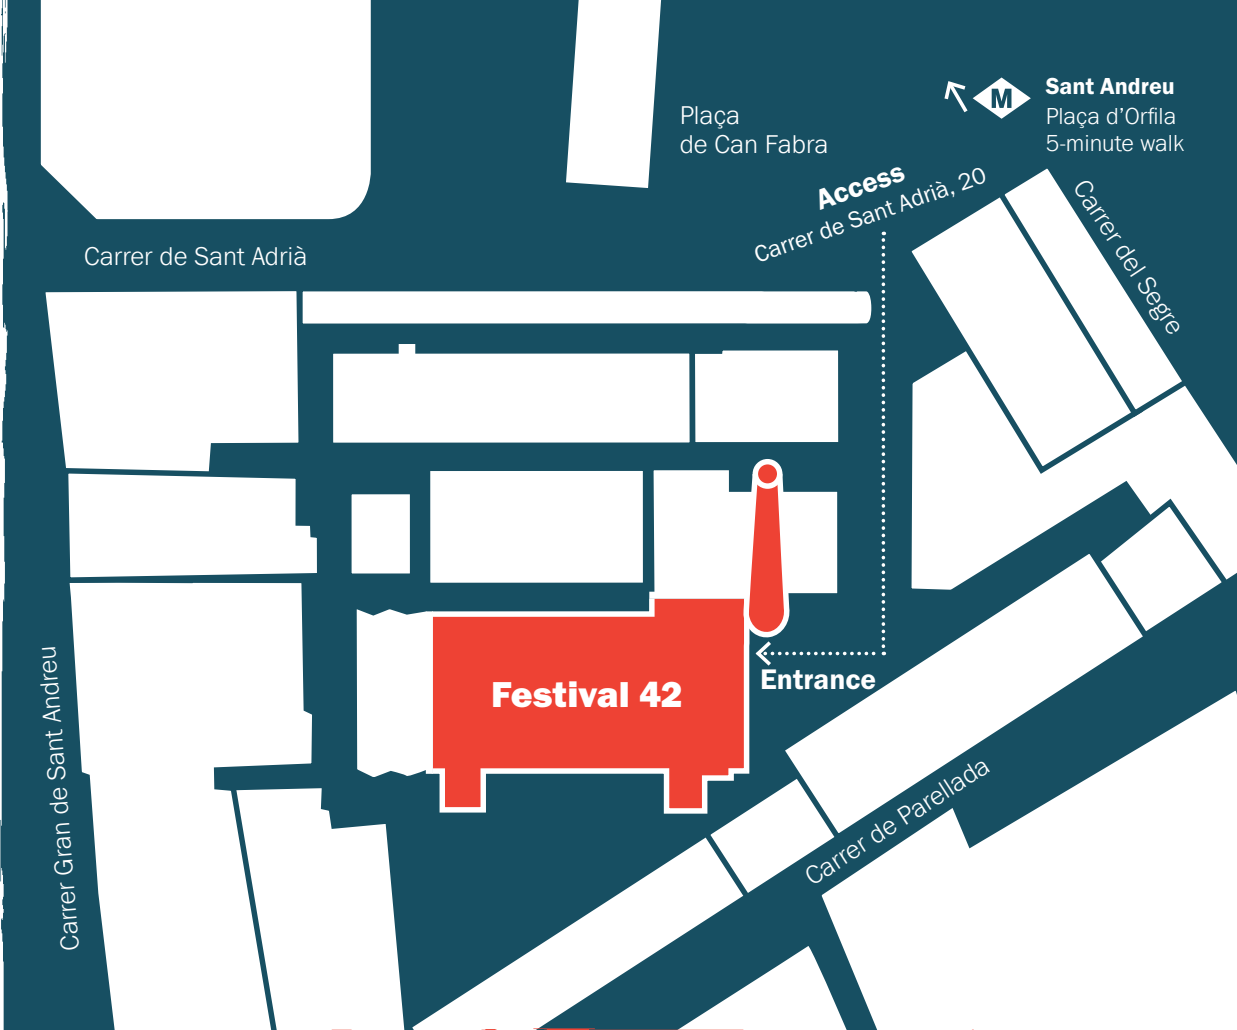 Plaça
de Can Fabra
M
Sant Andreu
Plaça d'Orfila
5-minute walk
Access
Carrer de Sant Adrià, 20
Carrer del Segre
Carrer de Sant Adrià
Entrance
Festival 42
Carrer Gran de Sant Andreu
Carrer de Parellada